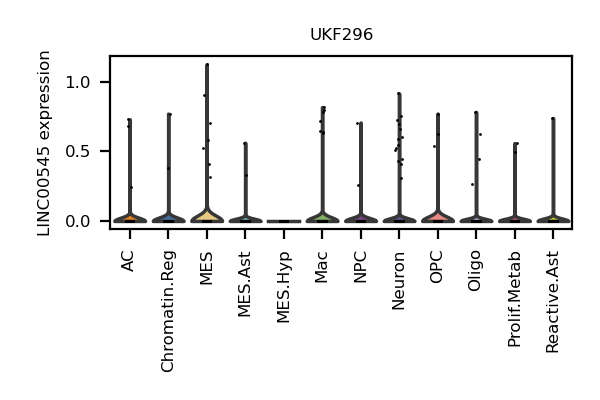 UKF296
LINC00545 expression
1.0
0.5
0.0
AC
Chromatin.Reg
MES
MES.Ast
MES.Hyp
Mac
NPC
Neuron
OPC
Oligo
Prolif.Metab
Reactive.Ast